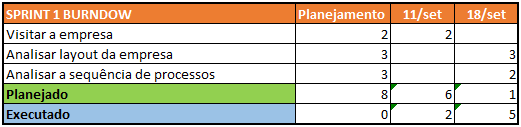 SPRINT 1 BURNDOW Planejamento 11/set 18/set
Visitar a empresa 2 2
Analisar layout da empresa 3 3
Analisar a sequência de processos 3 2
Planejado 8 6 1
Executado 0 2 5